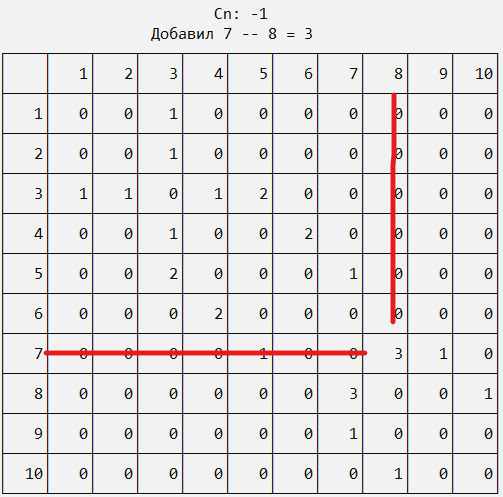 Cn: -1
Добавил 7 -- 8 = 3
1 2 3 4 5 6 7 8 9 10
1 0 0 1 0 0 0 0 0 0 0
2 0 0 1 0 0 0 0 0 0 0
3 1 1 0 1 2 0 0 0 0 0
4 0 0 1 0 0 2 0 0 0 0
5 0 0 2 0 0 0 1 0 0 0
6 0 0 0 2 0 0 0 0 0 0
7 0 0 0 0 1 0 0 3 1 0
8 0 0 0 0 0 0 3 0 0 1
9 0 0 0 0 0 0 1 0 0 0
10 0 0 0 0 0 0 0 1 0 0